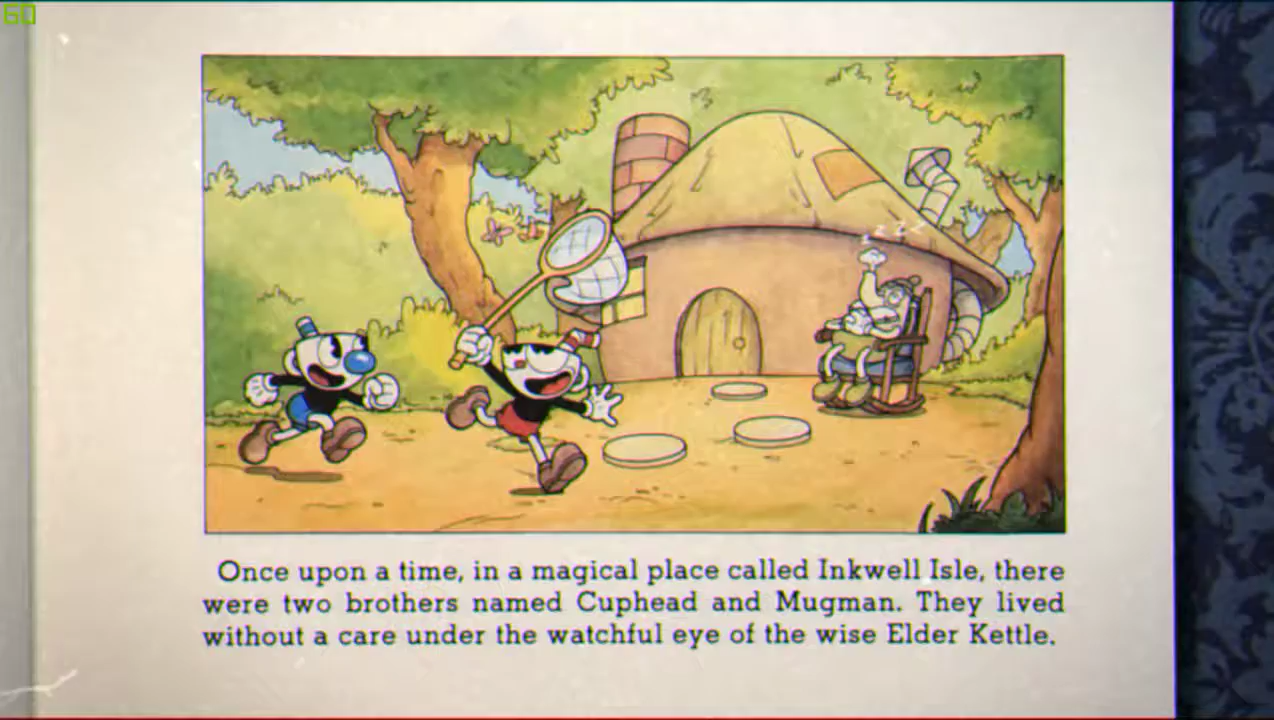 60
z z z z
Once upon a time, in a magical place called Inkwell Isle, there
were two brothers named Cuphead and Mugman. They lived
without a care under the watchful eye of the wise Elder Kettle.